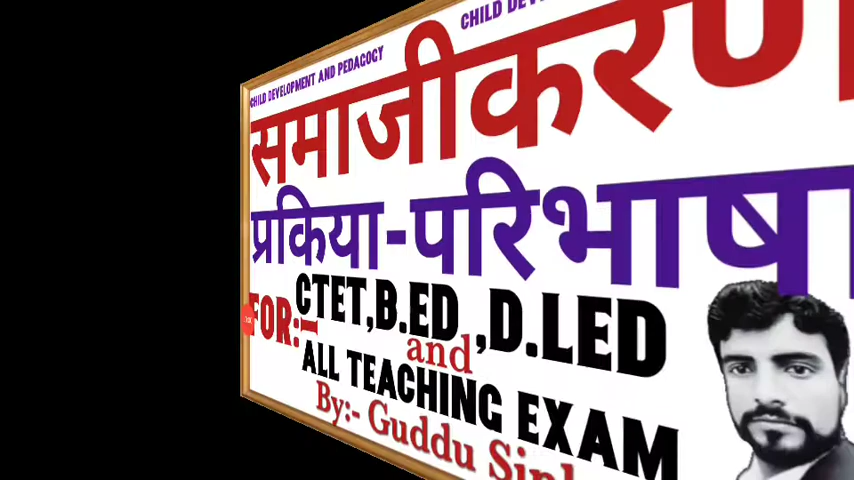 CHILD DEVELOPMENT AND PEDAGOGY
CHILD
समाजीकरण
प्रकिया-परिभाषा
FOR:-
CTET,B.ED ,D.LED
and
ALL TEACHING EXAM
By:- Guddu